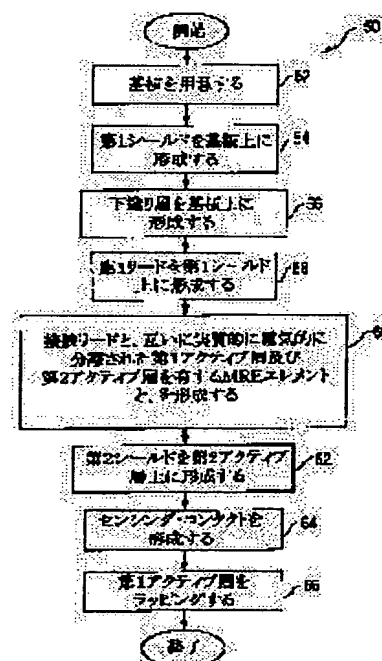 開始
50
基板を用意する
52
第1シールドを基板上に
形成する
54
下塗り層を基板上に
形成する
56
第1リードを第1シールド
上に形成する
58
接触リードと、互いに実質的に電気的に
分離された第1アクティブ層及び
第2アクティブ層を有するMREエレメント
と、を形成する
第2シールドを第2アクティブ
層上に形成する
62
センシング・コンタクトを
形成する
64
第1アクティブ層を
ラッピングする
66
終了